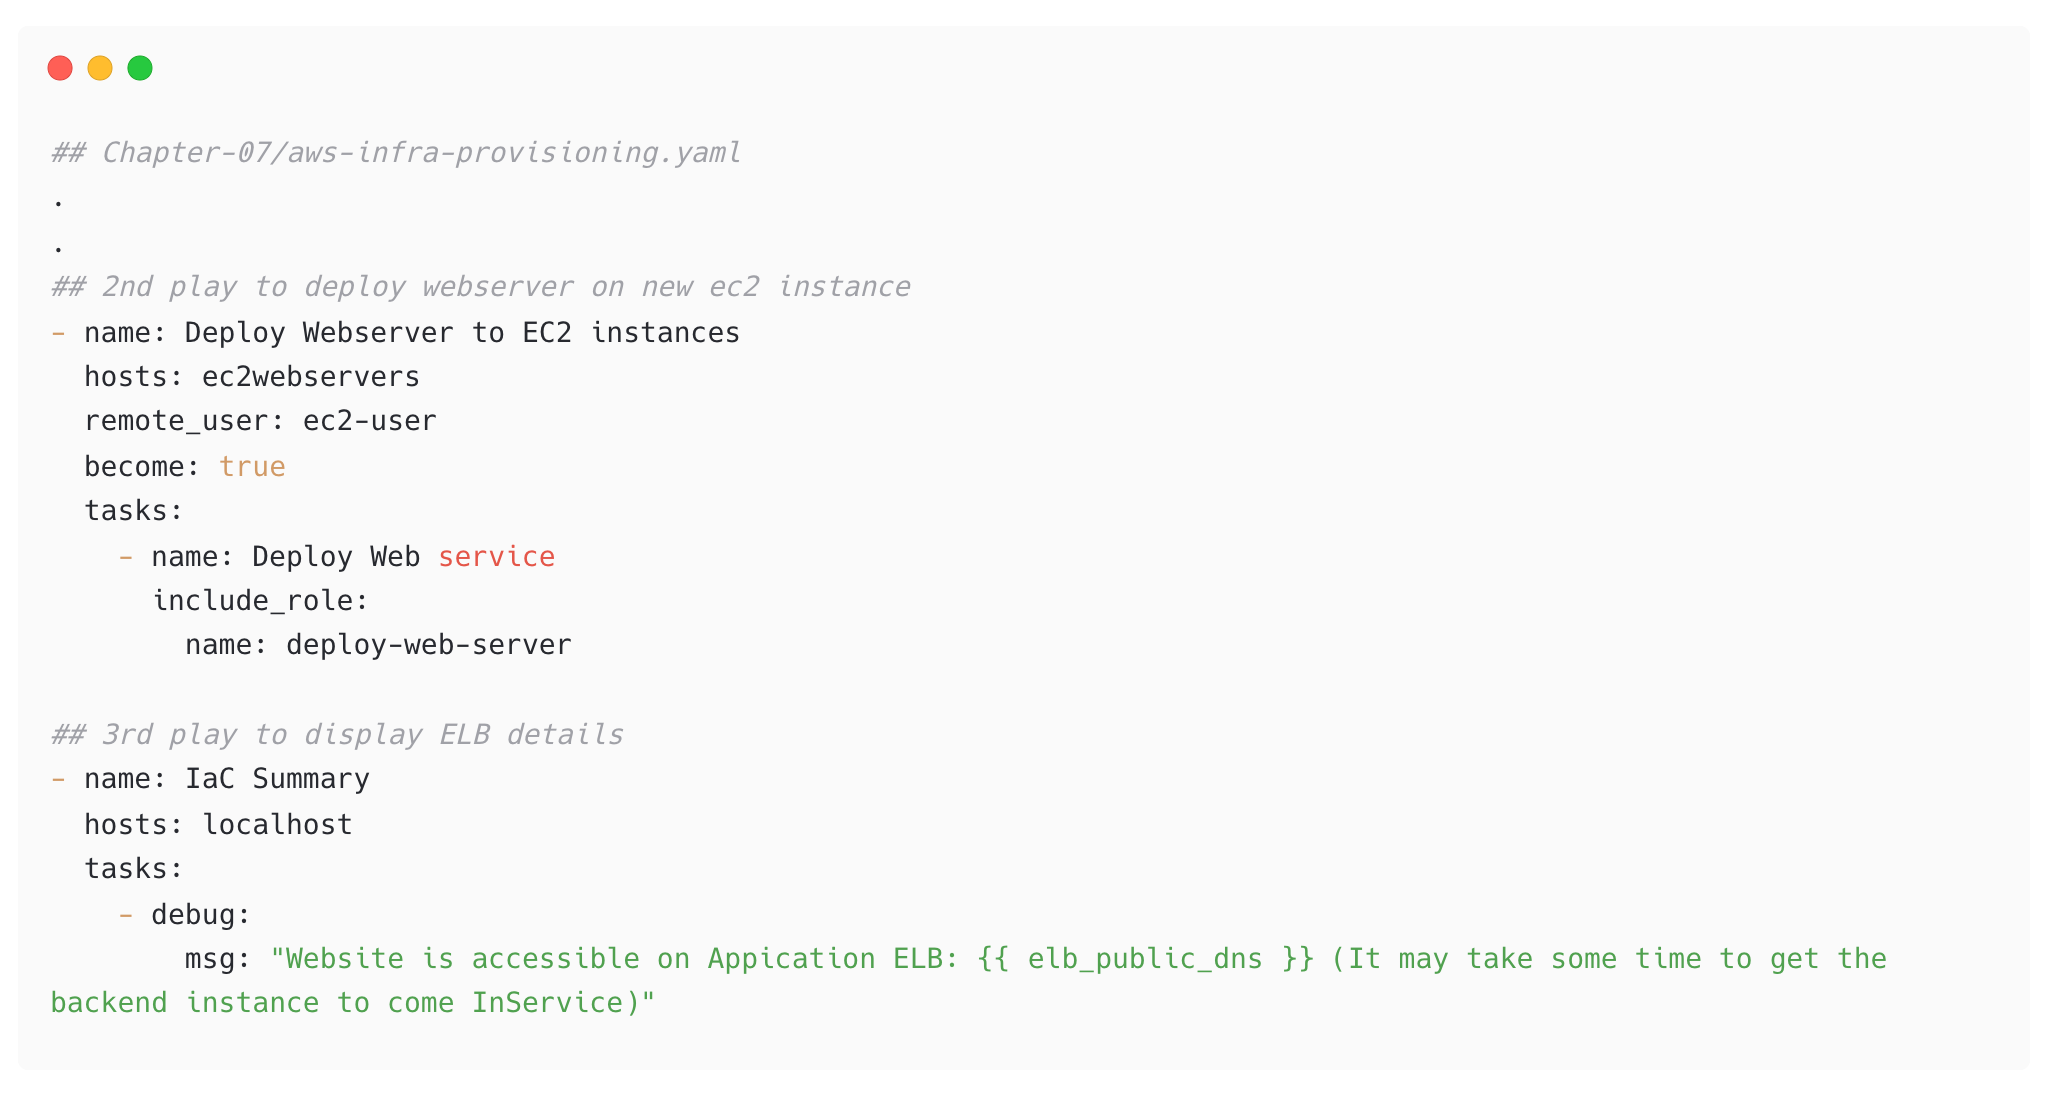 ## Chapter-07/aws-infra-provisioning.yaml
.
.
## 2nd play to deploy webserver on new ec2 instance
- name: Deploy Webserver to EC2 instances
  hosts: ec2webservers
  remote_user: ec2-user
  become: true
  tasks:
    - name: Deploy Web service
      include_role:
        name: deploy-web-server

## 3rd play to display ELB details
- name: IaC Summary
  hosts: localhost
  tasks:
    - debug:
        msg: "Website is accessible on Appication ELB: {{ elb_public_dns }} (It may take some time to get the
backend instance to come InService)"